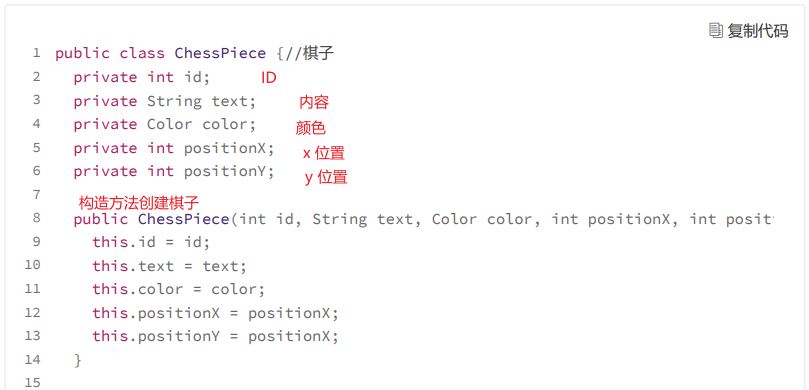 复制代码
1 public class ChessPiece {//棋子
2 private int id; ID
3 private String text; 内容
4 private Color color; 颜色
5 private int positionX; x 位置
6 private int positionY; y 位置
7
构造方法创建棋子
8 public ChessPiece(int id, String text, Color color, int positionX, int posit
9 this.id = id;
10 this.text = text;
11 this.color = color;
12 this.positionX = positionX;
13 this.positionY = positionX;
14 }
15